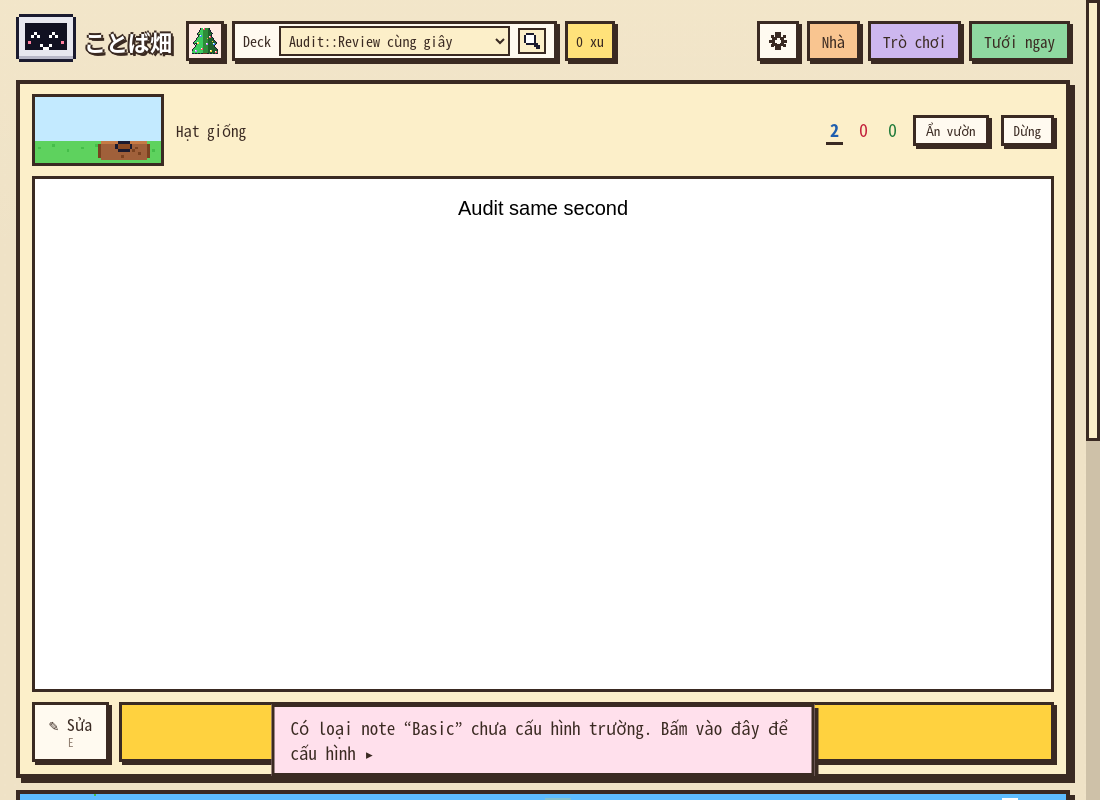 ことば畑
Deck
Audit::Review cùng giây
0 xu
Nhà
Trò chơi
Tưới ngay
Hạt giống
2 0 0
Ẩn vườn
Dừng
Audit same second
✎ Sửa
E
Có loại note “Basic” chưa cấu hình trường. Bấm vào đây để
cấu hình ▸